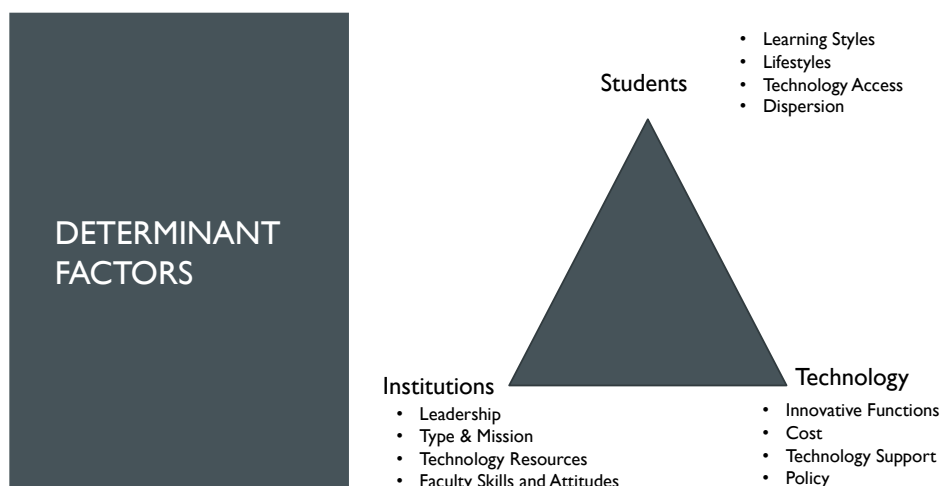 DETERMINANT
FACTORS
Students
• Learning Styles
• Lifestyles
• Technology Access
• Dispersion
Institutions
• Leadership
• Type & Mission
• Technology Resources
• Faculty Skills and Attitudes
Technology
• Innovative Functions
• Cost
• Technology Support
• Policy